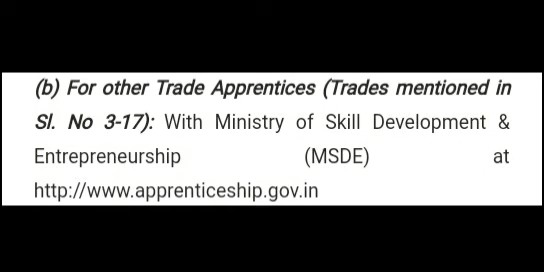 (b) For other Trade Apprentices (Trades mentioned in
Sl. No 3-17): With Ministry of Skill Development &
Entrepreneurship (MSDE) at
http://www.apprenticeship.gov.in